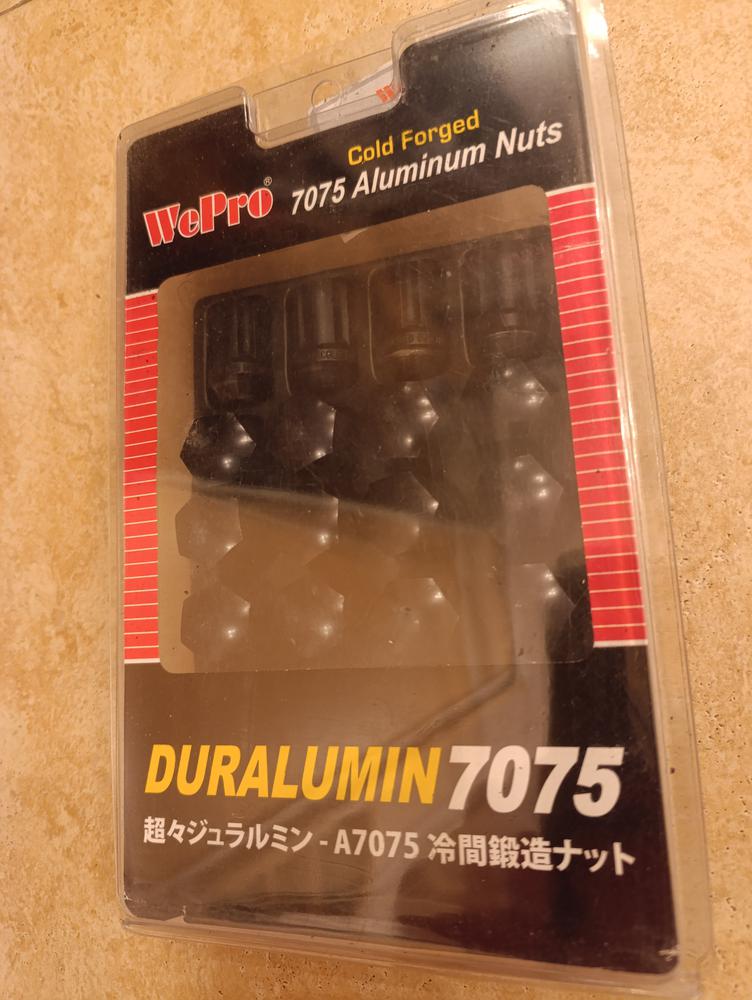 Cold Forged
WePro® 7075 Aluminum Nuts
DURALUMIN 7075
超々ジュラルミン - A7075 冷間鍛造ナット